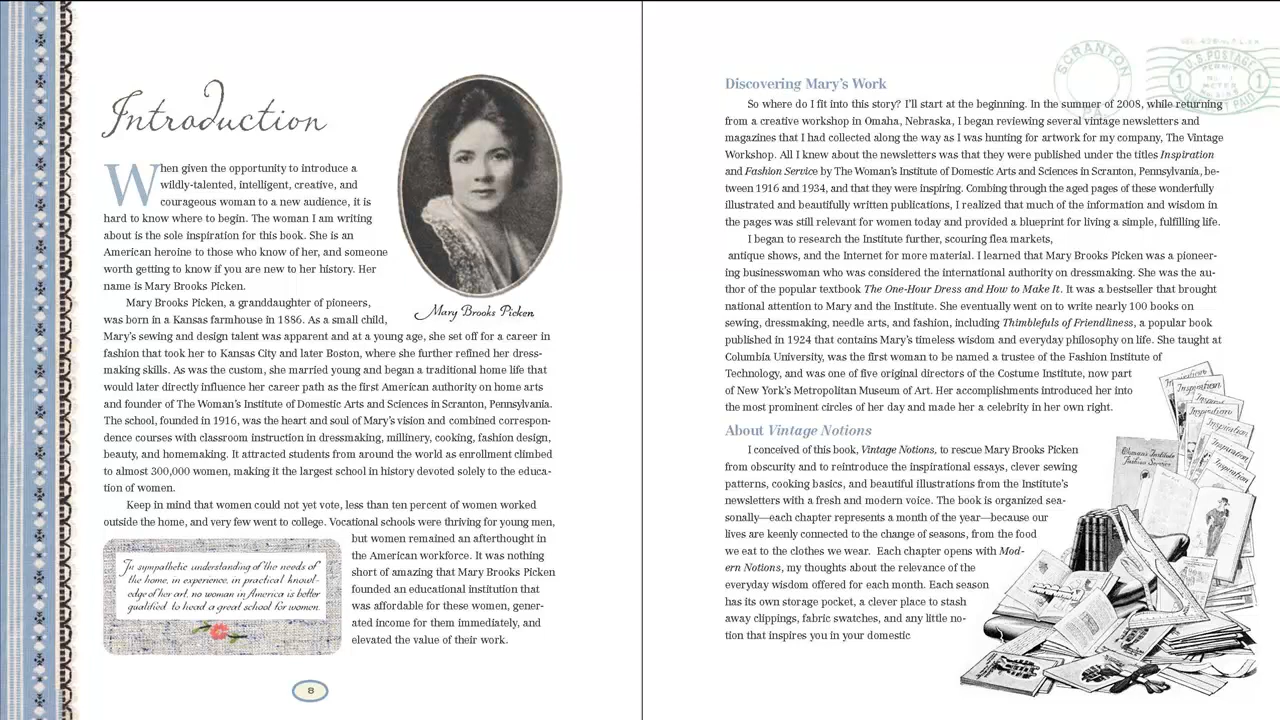 Introduction
When given the opportunity to introduce a
wildly-talented, intelligent, creative, and
courageous woman to a new audience, it is
hard to know where to begin. The woman I am writing
about is the sole inspiration for this book. She is an
American heroine to those who know of her, and someone
worth getting to know if you are new to her history. Her
name is Mary Brooks Picken.
Mary Brooks Picken, a granddaughter of pioneers,
was born in a Kansas farmhouse in 1886. As a small child,
Mary's sewing and design talent was apparent and at a young age, she set off for a career in
fashion that took her to Kansas City and later Boston, where she further refined her dress-
making skills. As was the custom, she married young and began a traditional home life that
would later directly influence her career path as the first American authority on home arts
and founder of The Woman's Institute of Domestic Arts and Sciences in Scranton, Pennsylvania.
The school, founded in 1916, was the heart and soul of Mary's vision and combined correspon-
dence courses with classroom instruction in dressmaking, millinery, cooking, fashion design,
beauty, and homemaking. It attracted students from around the world as enrollment climbed
to almost 300,000 women, making it the largest school in history devoted solely to the educa-
tion of women.
Keep in mind that women could not yet vote, less than ten percent of women worked
outside the home, and very few went to college. Vocational schools were thriving for young men,
but women remained an afterthought in
the American workforce. It was nothing
short of amazing that Mary Brooks Picken
founded an educational institution that
was affordable for these women, gener-
ated income for them immediately, and
elevated the value of their work.
Mary Brooks Picken
In sympathetic understanding of the needs of
the home, in experience, in practical knowl-
edge of her art, no woman in America is better
qualified to head a great school for women.
8
SCRANTON
PA.
U.S. POSTAGE
PERMIT
No. 1
METER
1
1
PAID
Discovering Mary's Work
So where do I fit into this story? I'll start at the beginning. In the summer of 2008, while returning
from a creative workshop in Omaha, Nebraska, I began reviewing several vintage newsletters and
magazines that I had collected along the way as I was hunting for artwork for my company, The Vintage
Workshop. All I knew about the newsletters was that they were published under the titles Inspiration
and Fashion Service by The Woman's Institute of Domestic Arts and Sciences in Scranton, Pennsylvania, be-
tween 1916 and 1934, and that they were inspiring. Combing through the aged pages of these wonderfully
illustrated and beautifully written publications, I realized that much of the information and wisdom in
the pages was still relevant for women today and provided a blueprint for living a simple, fulfilling life.
I began to research the Institute further, scouring flea markets,
antique shows, and the Internet for more material. I learned that Mary Brooks Picken was a pioneer-
ing businesswoman who was considered the international authority on dressmaking. She was the au-
thor of the popular textbook The One-Hour Dress and How to Make It. It was a bestseller that brought
national attention to Mary and the Institute. She eventually went on to write nearly 100 books on
sewing, dressmaking, needle arts, and fashion, including Thimblefuls of Friendliness, a popular book
published in 1924 that contains Mary's timeless wisdom and everyday philosophy on life. She taught at
Columbia University, was the first woman to be named a trustee of the Fashion Institute of
Technology, and was one of five original directors of the Costume Institute, now part
of New York's Metropolitan Museum of Art. Her accomplishments introduced her into
the most prominent circles of her day and made her a celebrity in her own right.
About Vintage Notions
I conceived of this book, Vintage Notions, to rescue Mary Brooks Picken
from obscurity and to reintroduce the inspirational essays, clever sewing
patterns, cooking basics, and beautiful illustrations from the Institute's
newsletters with a fresh and modern voice. The book is organized sea-
sonally—each chapter represents a month of the year—because our
lives are keenly connected to the change of seasons, from the food
we eat to the clothes we wear. Each chapter opens with Mod-
ern Notions, my thoughts about the relevance of the
everyday wisdom offered for each month. Each season
has its own storage pocket, a clever place to stash
away clippings, fabric swatches, and any little no-
tion that inspires you in your domestic
Inspiration
Inspiration
Inspiration
Inspiration
Inspiration
Inspiration
Inspiration
Woman's Institute
Fashion Service